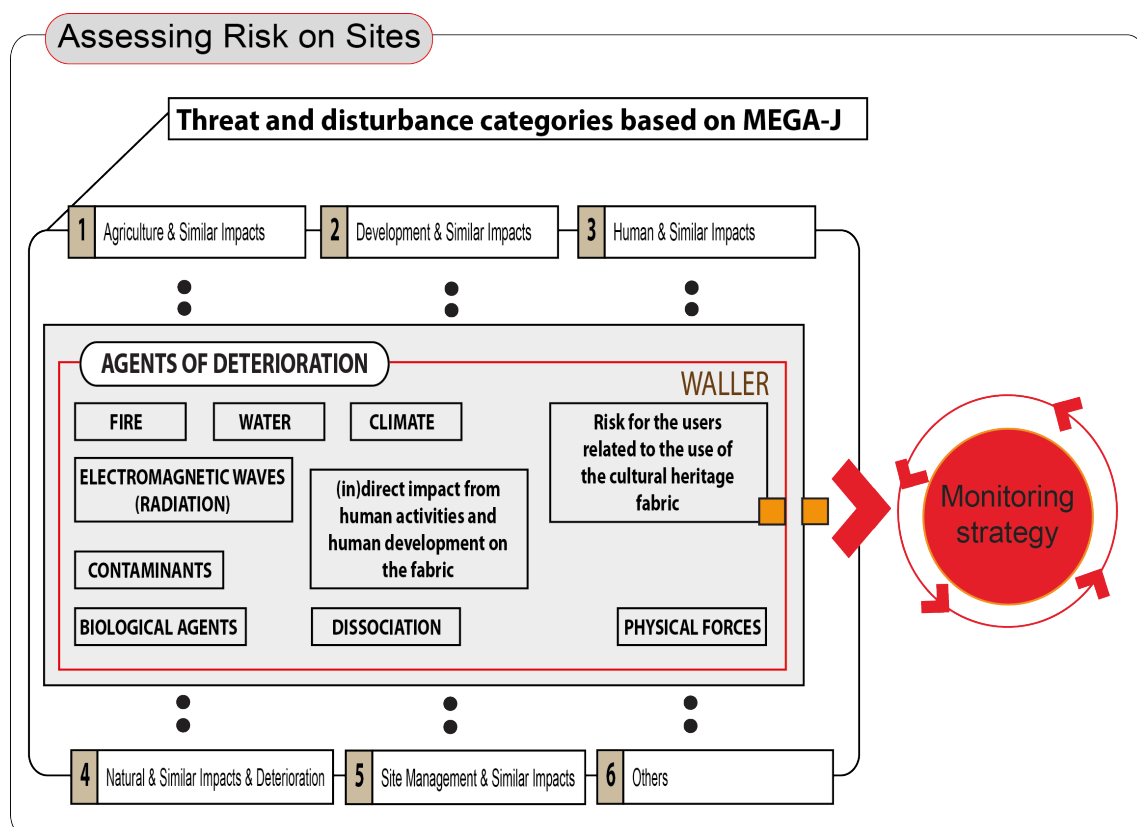 Assessing Risk on Sites
Threat and disturbance categories based on MEGA-J
1 Agriculture & Similar Impacts
2 Development & Similar Impacts
3 Human & Similar Impacts
AGENTS OF DETERIORATION
WALLER
FIRE
WATER
CLIMATE
Risk for the users
related to the use of
the cultural heritage
fabric
ELECTROMAGNETIC WAVES
(RADIATION)
(in)direct impact from
human activities and
human development on
the fabric
CONTAMINANTS
BIOLOGICAL AGENTS
DISSOCIATION
PHYSICAL FORCES
Monitoring
strategy
4 Natural & Similar Impacts & Deterioration
5 Site Management & Similar Impacts
6 Others